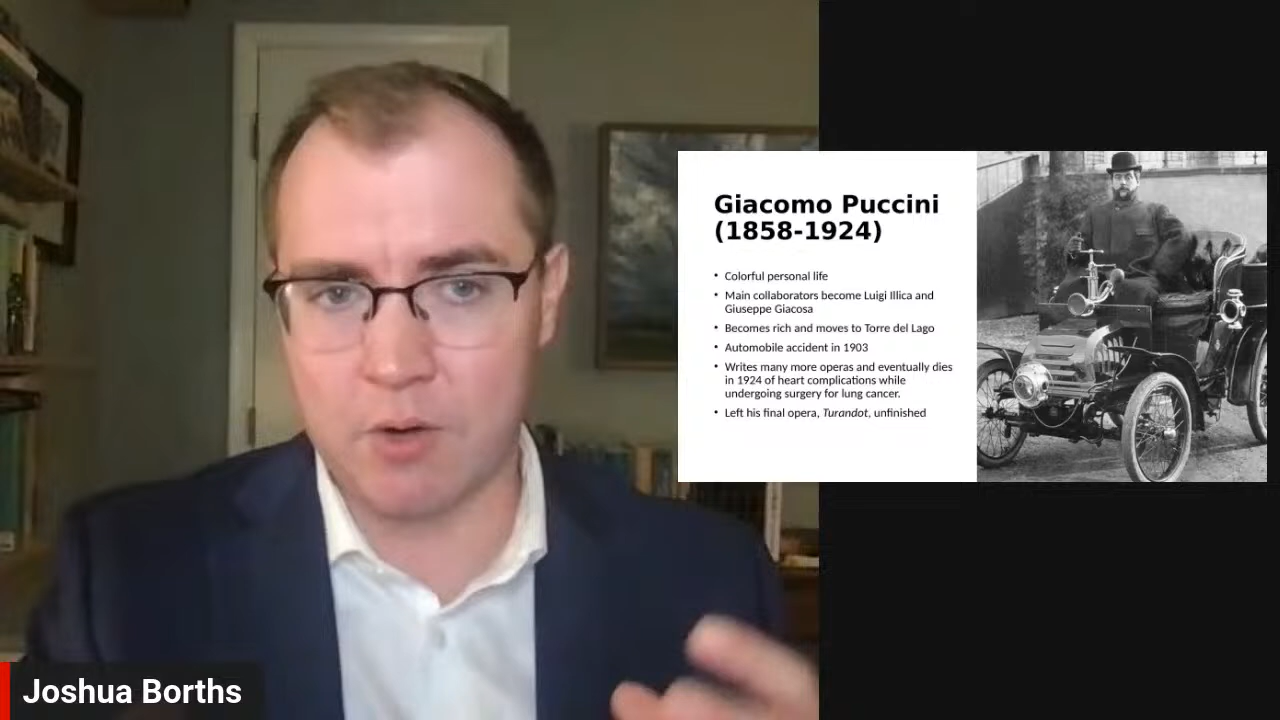 Giacomo Puccini
(1858-1924)
• Colorful personal life
• Main collaborators become Luigi Illica and
Giuseppe Giacosa
• Becomes rich and moves to Torre del Lago
• Automobile accident in 1903
• Writes many more operas and eventually dies
in 1924 of heart complications while
undergoing surgery for lung cancer.
• Left his final opera, Turandot, unfinished
Joshua Borths